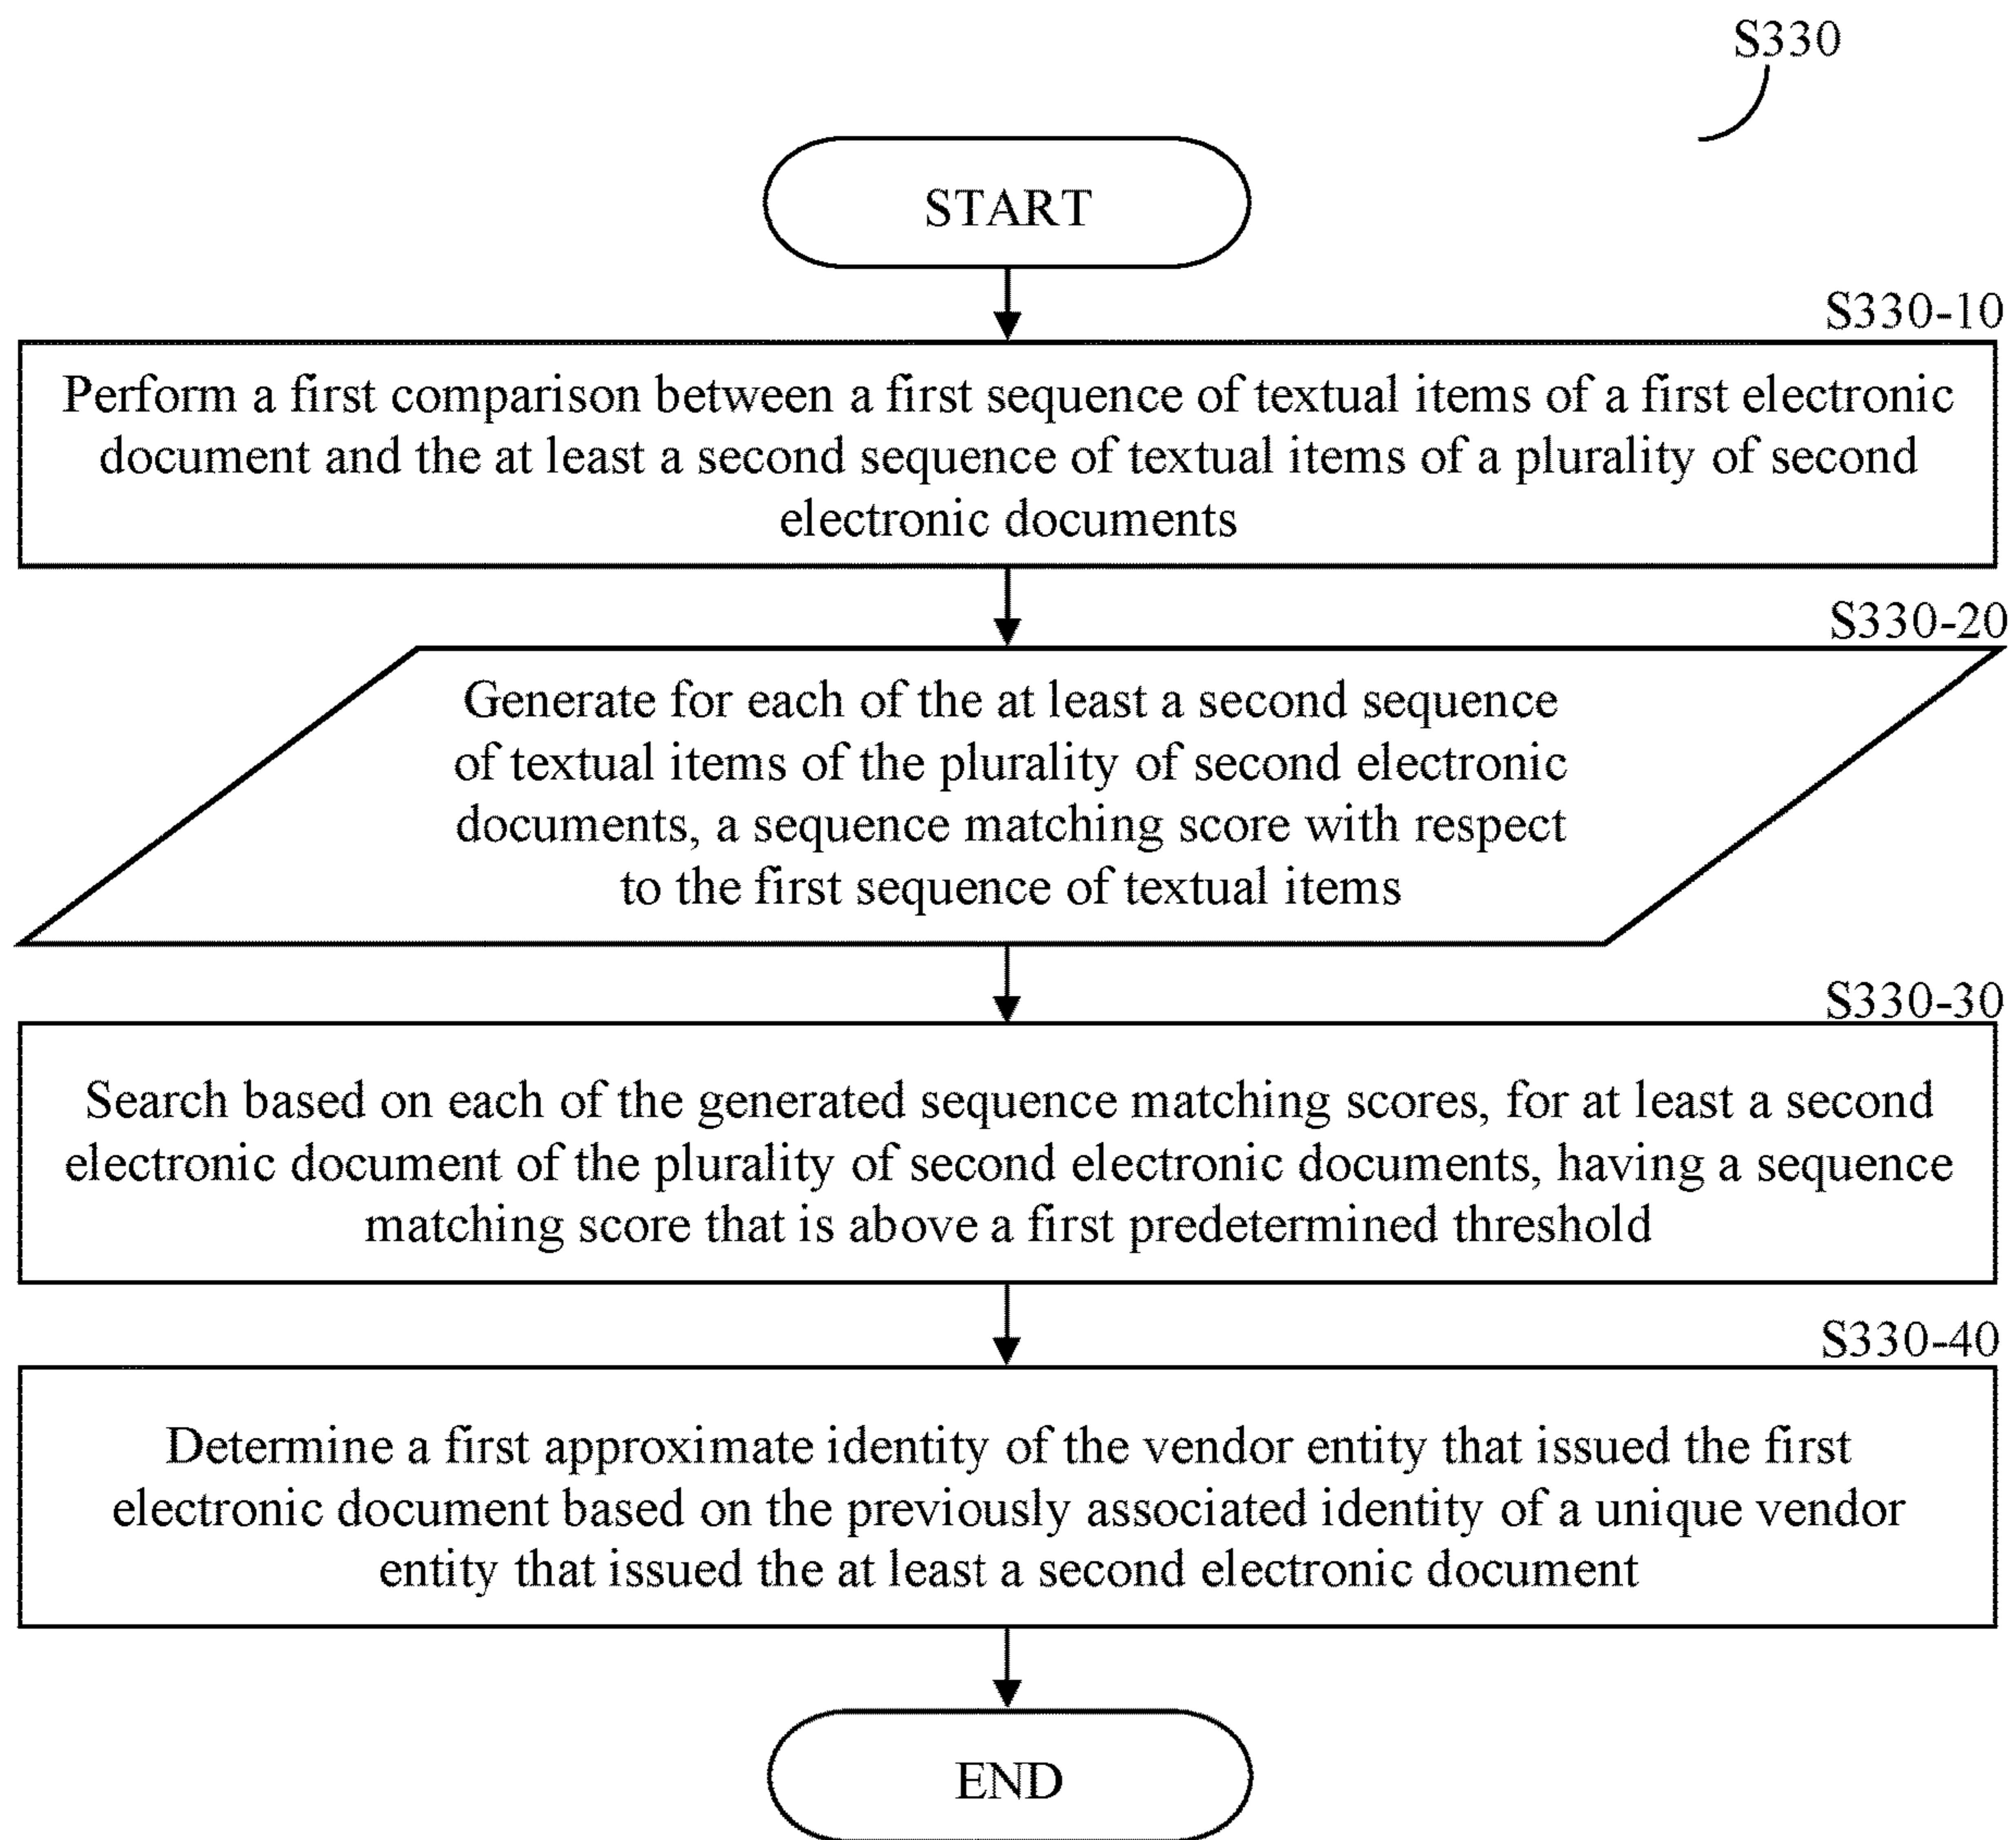 S330
START
S330-10
Perform a first comparison between a first sequence of textual items of a first electronic
document and the at least a second sequence of textual items of a plurality of second
electronic documents
S330-20
Generate for each of the at least a second sequence
of textual items of the plurality of second electronic
documents, a sequence matching score with respect
to the first sequence of textual items
S330-30
Search based on each of the generated sequence matching scores, for at least a second
electronic document of the plurality of second electronic documents, having a sequence
matching score that is above a first predetermined threshold
S330-40
Determine a first approximate identity of the vendor entity that issued the first
electronic document based on the previously associated identity of a unique vendor
entity that issued the at least a second electronic document
END